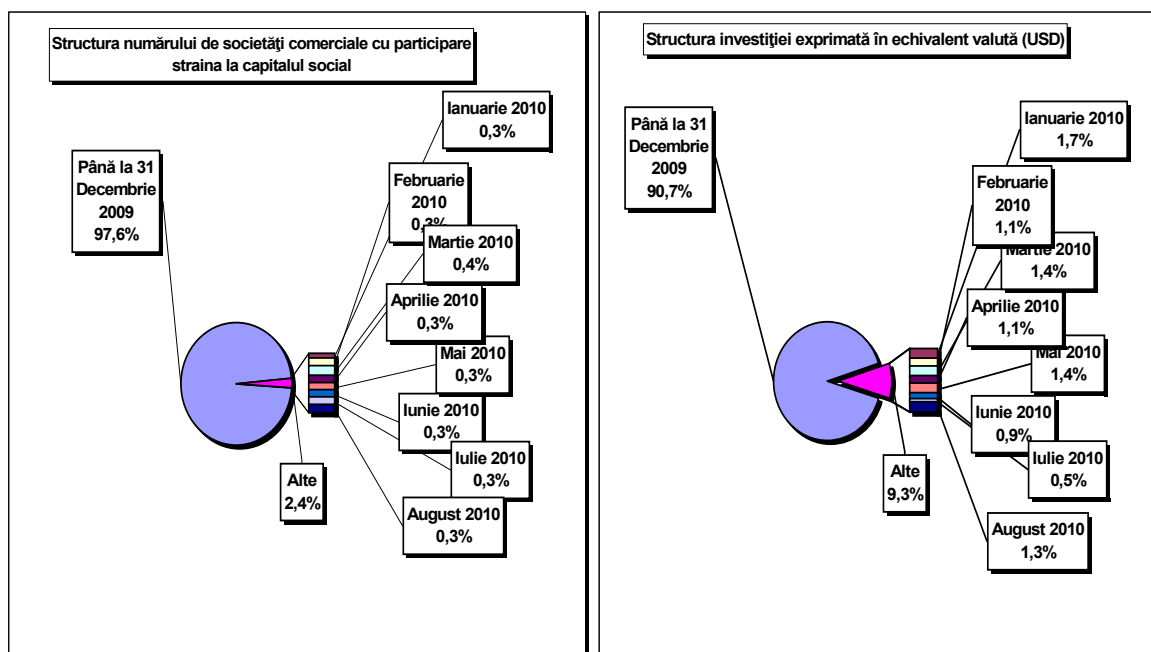 Structura numărului de societăţi comerciale cu participare
straina la capitalul social
Ianuarie 2010
0,3%
Până la 31
Decembrie
2009
97,6%
Februarie
2010
0,3%
Martie 2010
0,4%
Aprilie 2010
0,3%
Mai 2010
0,3%
Iunie 2010
0,3%
Iulie 2010
0,3%
Alte
2,4%
August 2010
0,3%
Structura investiţiei exprimată în echivalent valută (USD)
Ianuarie 2010
1,7%
Până la 31
Decembrie
2009
90,7%
Februarie
2010
1,1%
Martie 2010
1,4%
Aprilie 2010
1,1%
Mai 2010
1,4%
Iunie 2010
0,9%
Iulie 2010
0,5%
Alte
9,3%
August 2010
1,3%